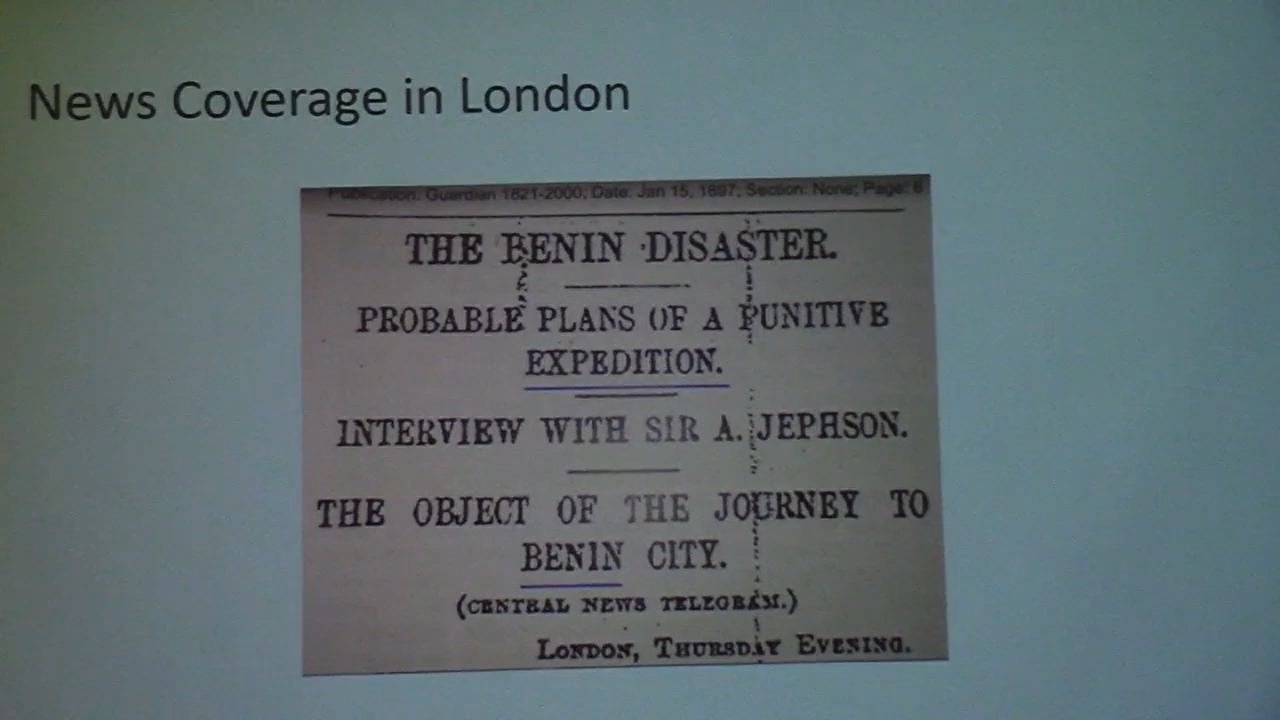 News Coverage in London
Publication: Guardian 1821-2000; Date: Jan 15, 1897; Section: None; Page: 6
THE BENIN DISASTER.
PROBABLE PLANS OF A PUNITIVE
EXPEDITION.
INTERVIEW WITH SIR A. JEPHSON.
THE OBJECT OF THE JOURNEY TO
BENIN CITY.
(CENTRAL NEWS TELEGRAM.)
LONDON, THURSDAY EVENING.